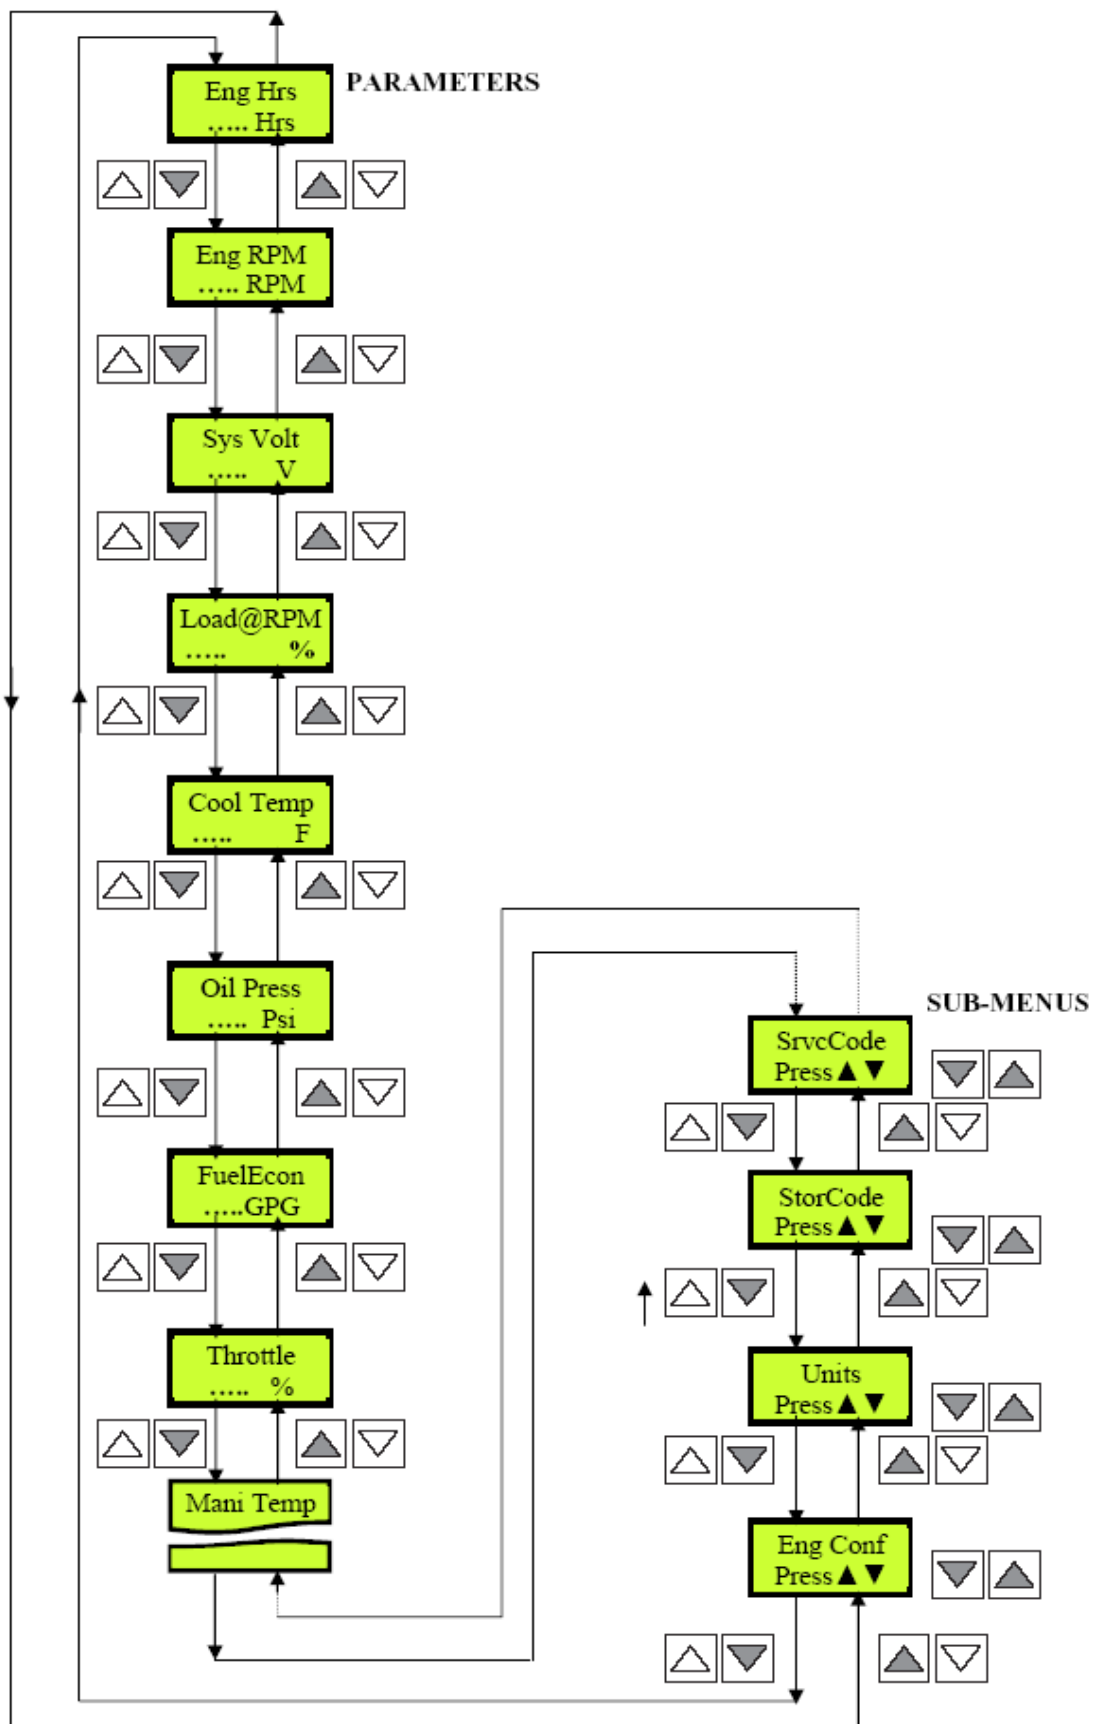 PARAMETERS
Eng Hrs
..... Hrs
Eng RPM
..... RPM
Sys Volt
..... V
Load@RPM
..... %
Cool Temp
..... F
Oil Press
..... Psi
FuelEcon
.....GPG
Throttle
..... %
Mani Temp
SUB-MENUS
SrvcCode
Press▲▼
StorCode
Press▲▼
Units
Press▲▼
Eng Conf
Press▲▼